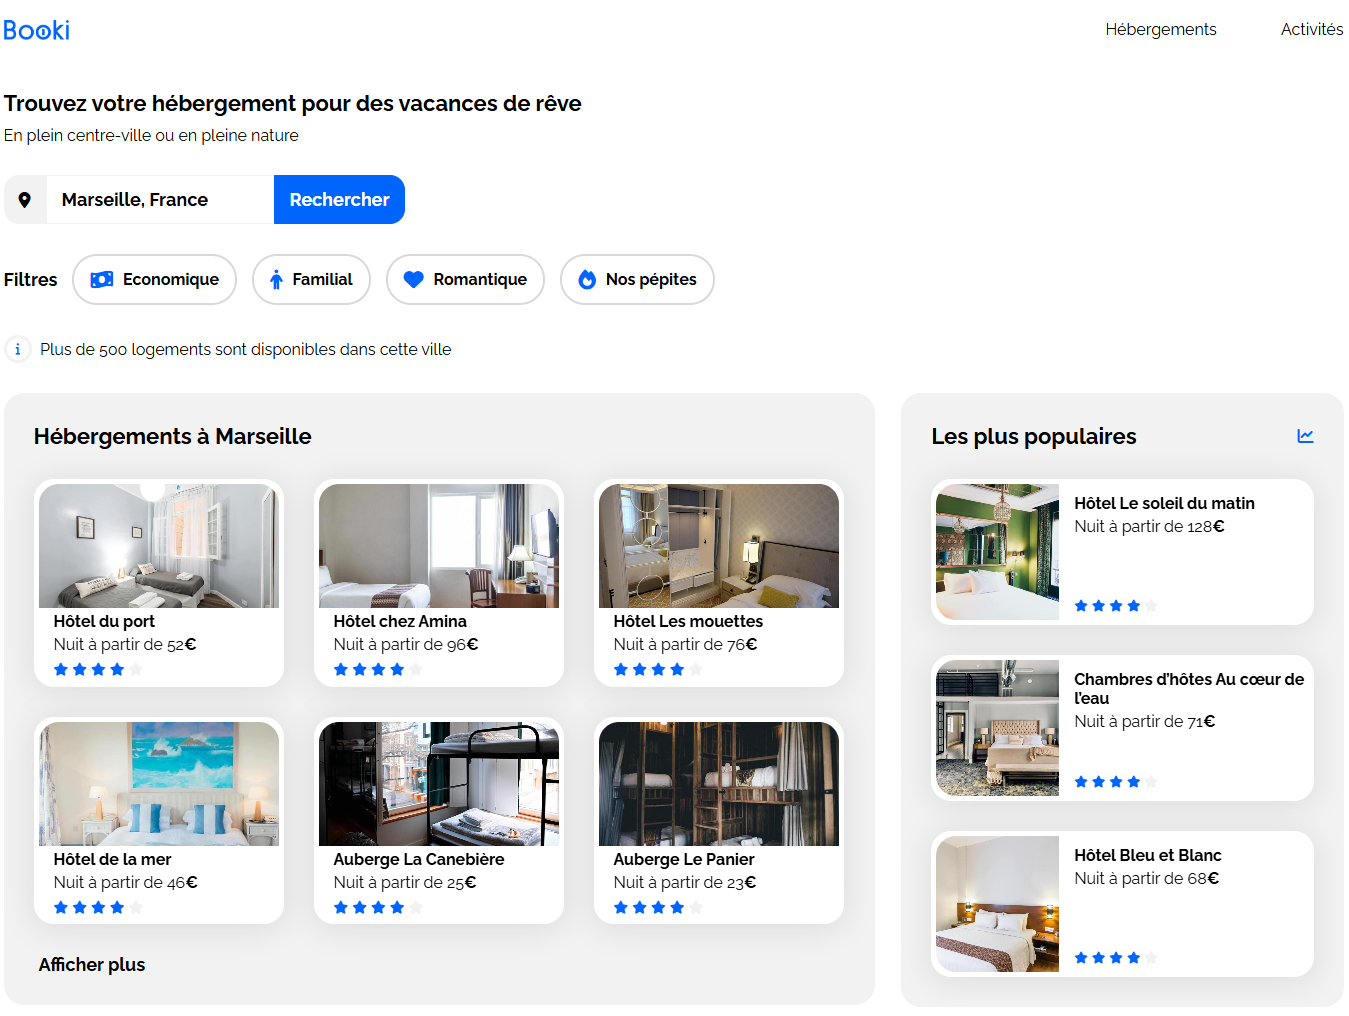 Booki
Hébergements
Activités
Trouvez votre hébergement pour des vacances de rêve
En plein centre-ville ou en pleine nature
Marseille, France
Rechercher
Filtres
Economique
Familial
Romantique
Nos pépites
Plus de 500 logements sont disponibles dans cette ville
Hébergements à Marseille
Hôtel du port
Nuit à partir de 52€
Hôtel chez Amina
Nuit à partir de 96€
Hôtel Les mouettes
Nuit à partir de 76€
Hôtel de la mer
Nuit à partir de 46€
Auberge La Canebière
Nuit à partir de 25€
Auberge Le Panier
Nuit à partir de 23€
Afficher plus
Les plus populaires
Hôtel Le soleil du matin
Nuit à partir de 128€
Chambres d’hôtes Au cœur de
l’eau
Nuit à partir de 71€
Hôtel Bleu et Blanc
Nuit à partir de 68€